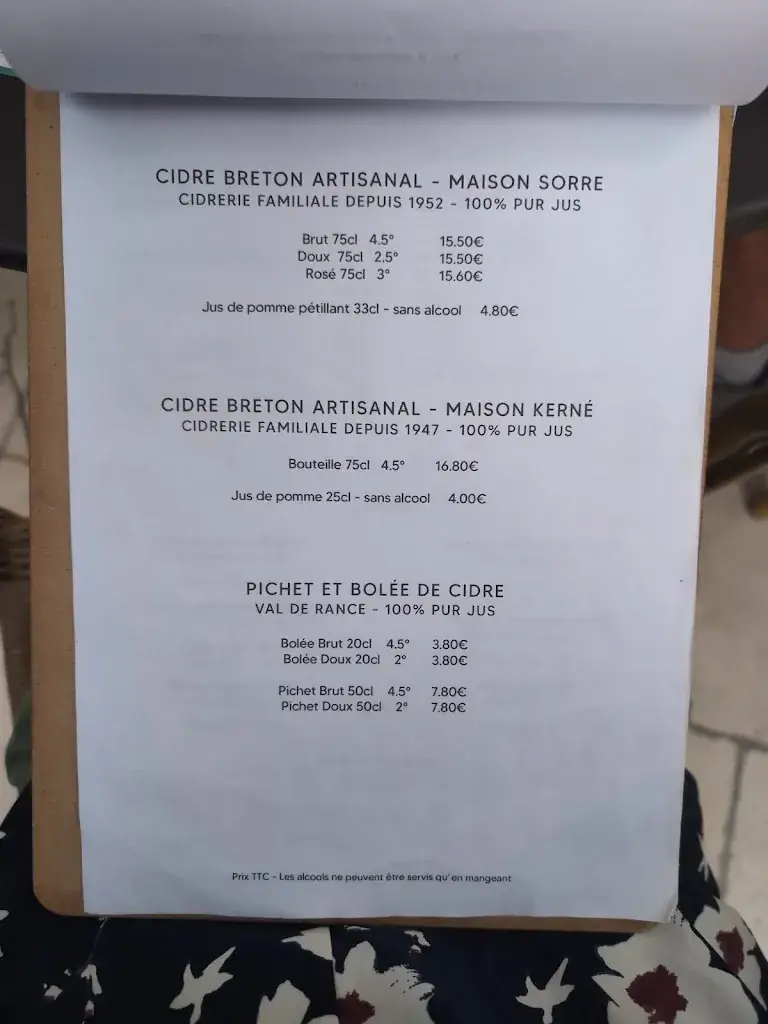 CIDRE BRETON ARTISANAL - MAISON SORRE
CIDRERIE FAMILIALE DEPUIS 1952 - 100% PUR JUS
Brut 75cl 4.5° 15.50€
Doux 75cl 2.5° 15.50€
Rosé 75cl 3° 15.60€
Jus de pomme pétillant 33cl - sans alcool 4.80€
CIDRE BRETON ARTISANAL - MAISON KERNÉ
CIDRERIE FAMILIALE DEPUIS 1947 - 100% PUR JUS
Bouteille 75cl 4.5° 16.80€
Jus de pomme 25cl - sans alcool 4.00€
PICHET ET BOLÉE DE CIDRE
VAL DE RANCE - 100% PUR JUS
Bolée Brut 20cl 4.5° 3.80€
Bolée Doux 20cl 2° 3.80€
Pichet Brut 50cl 4.5° 7.80€
Pichet Doux 50cl 2° 7.80€
Prix TTC - Les alcools ne peuvent être servis qu'en mangeant